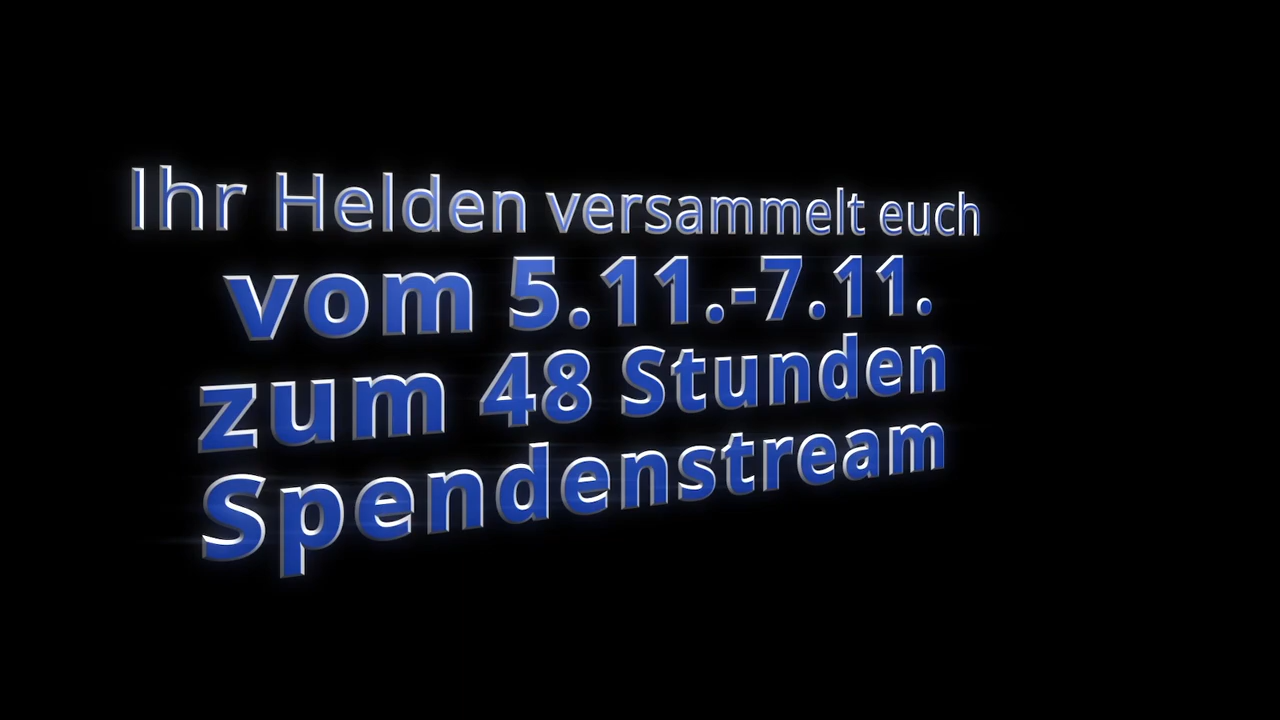 Ihr Helden versammelt euch
vom 5.11.-7.11.
zum 48 Stunden
Spendenstream